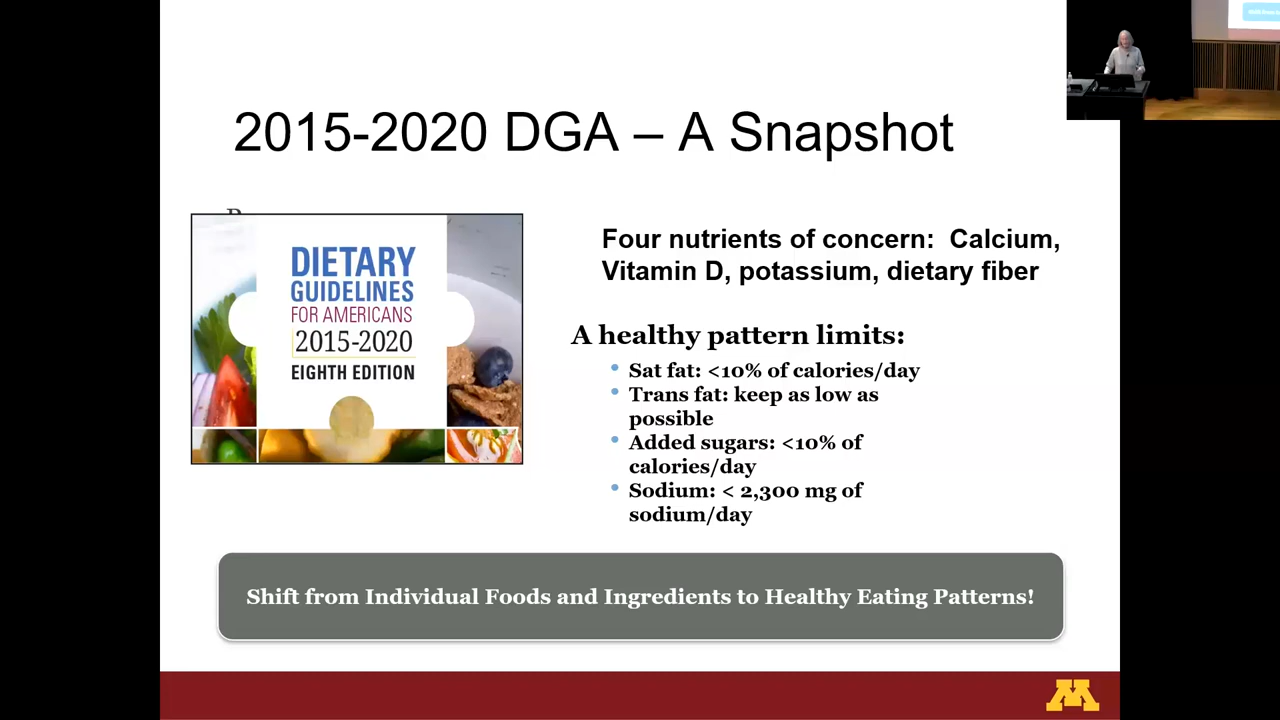 2015-2020 DGA – A Snapshot
DIETARY
GUIDELINES
FOR AMERICANS
2015-2020
EIGHTH EDITION
Four nutrients of concern: Calcium,
Vitamin D, potassium, dietary fiber
A healthy pattern limits:
• Sat fat: <10% of calories/day
• Trans fat: keep as low as
possible
• Added sugars: <10% of
calories/day
• Sodium: < 2,300 mg of
sodium/day
Shift from Individual Foods and Ingredients to Healthy Eating Patterns!
M